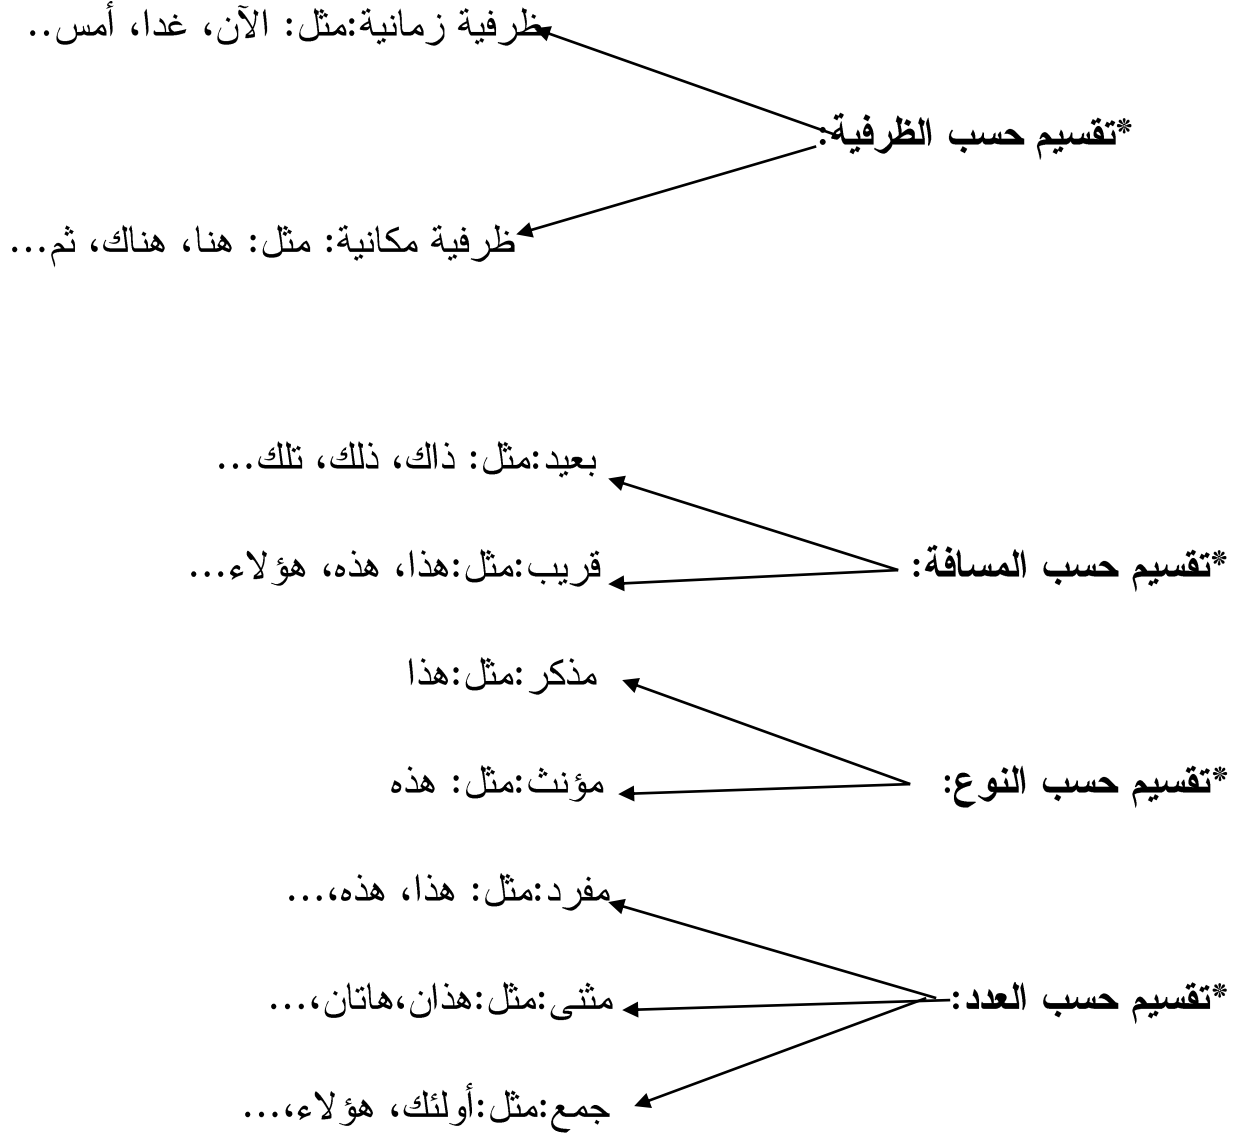 ظرفية زمانية:مثل: الآن، غدا، أمس..
*تقسيم حسب الظرفية:
ظرفية مكانية: مثل: هنا، هناك، ثم...
بعيد:مثل: ذاك، ذلك، تلك...
*تقسيم حسب المسافة:
قريب:مثل:هذا، هذه، هؤلاء...
مذكر:مثل:هذا
*تقسيم حسب النوع:
مؤنث:مثل: هذه
مفرد:مثل: هذا، هذه،...
*تقسيم حسب العدد:
مثنى:مثل:هذان،هاتان،...
جمع:مثل:أولئك، هؤلاء،...